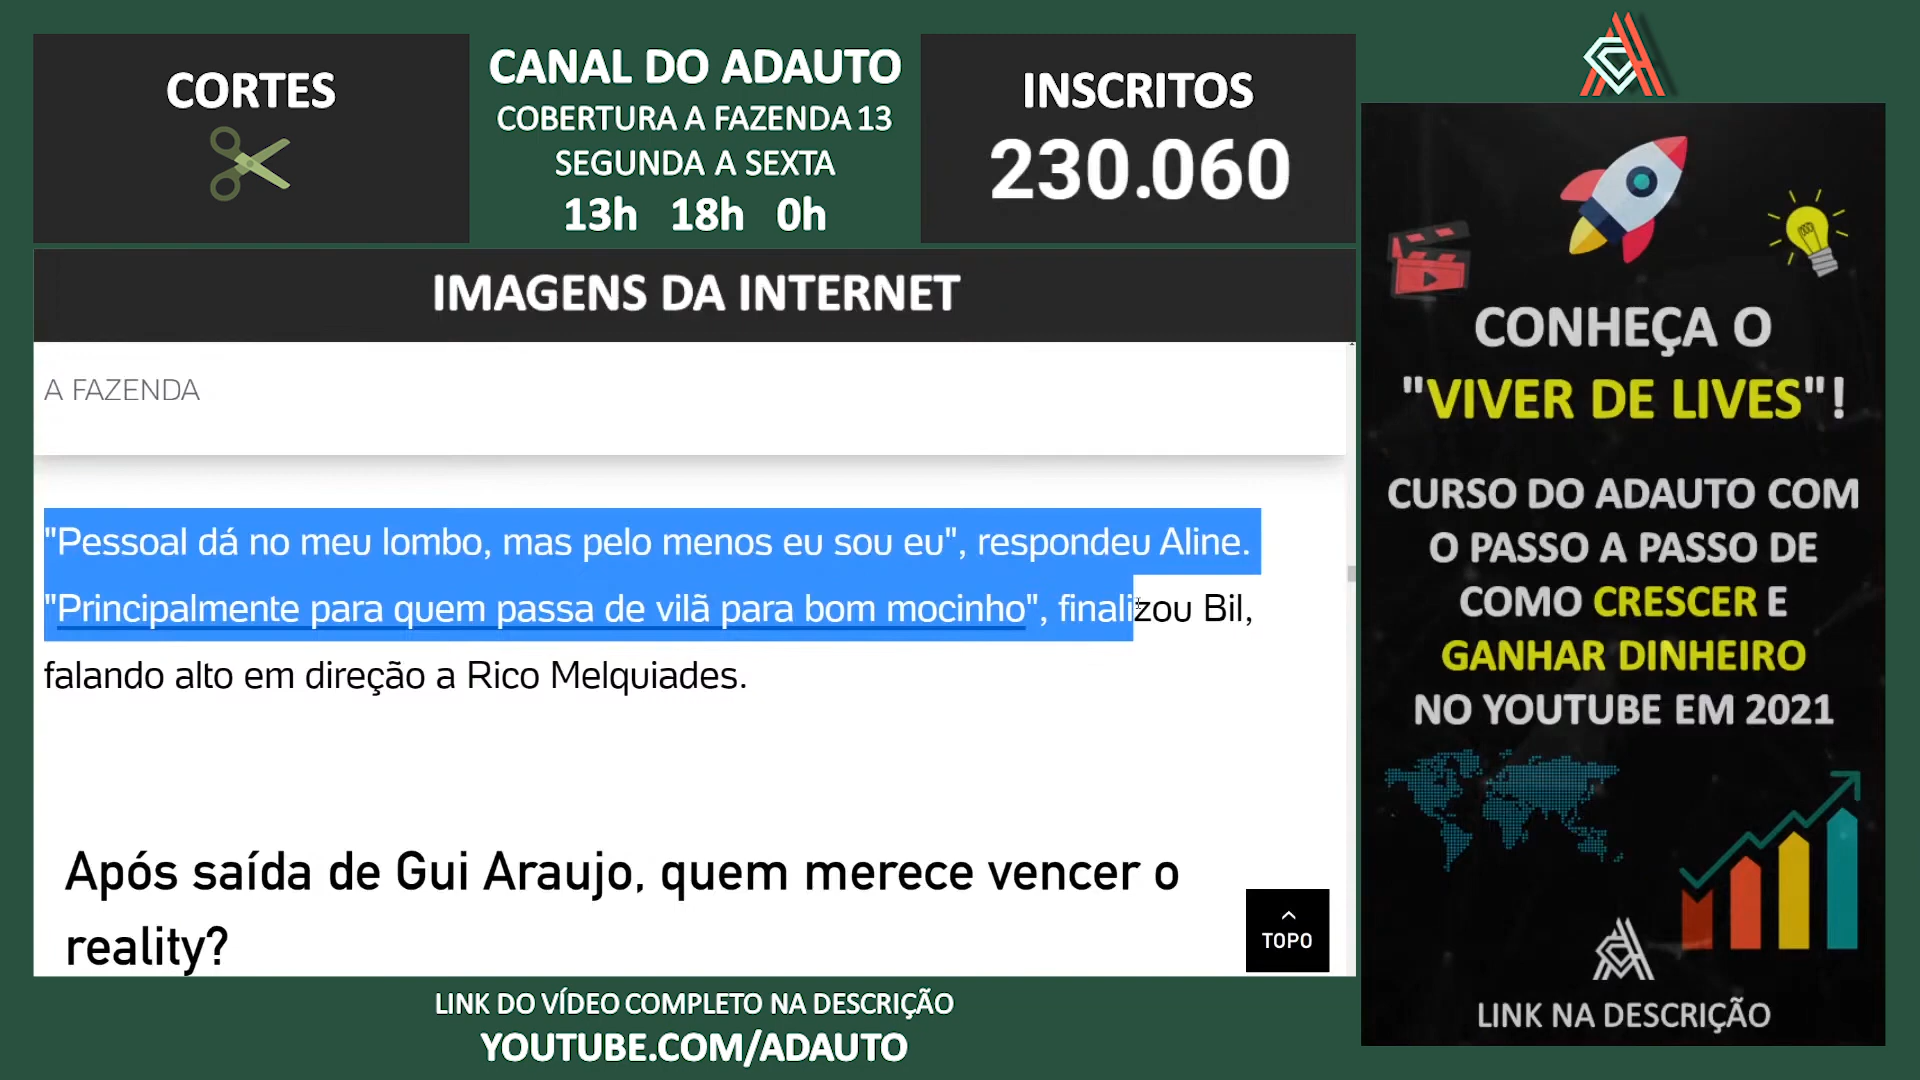 CORTES
CANAL DO ADAUTO
COBERTURA A FAZENDA 13
SEGUNDA A SEXTA
13h 18h 0h
INSCRITOS
230.060
IMAGENS DA INTERNET
A FAZENDA
"Pessoal dá no meu lombo, mas pelo menos eu sou eu", respondeu Aline.
"Principalmente para quem passa de vilã para bom mocinho", finalizou Bil,
falando alto em direção a Rico Melquiades.
Após saída de Gui Araujo, quem merece vencer o
reality?
TOPO
LINK DO VÍDEO COMPLETO NA DESCRIÇÃO
YOUTUBE.COM/ADAUTO
CONHEÇA O
"VIVER DE LIVES"!
CURSO DO ADAUTO COM
O PASSO A PASSO DE
COMO CRESCER E
GANHAR DINHEIRO
NO YOUTUBE EM 2021
LINK NA DESCRIÇÃO